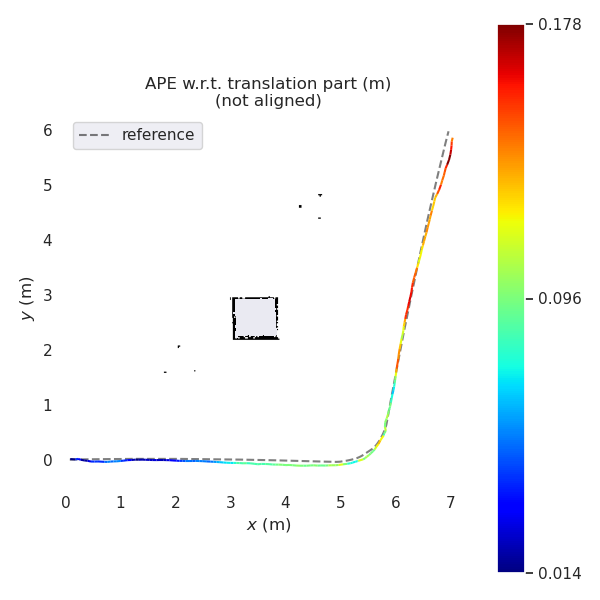 APE w.r.t. translation part (m)
(not aligned)
reference
6
5
4
3
2
1
0
y (m)
0 1 2 3 4 5 6 7
x (m)
0.178
0.096
0.014